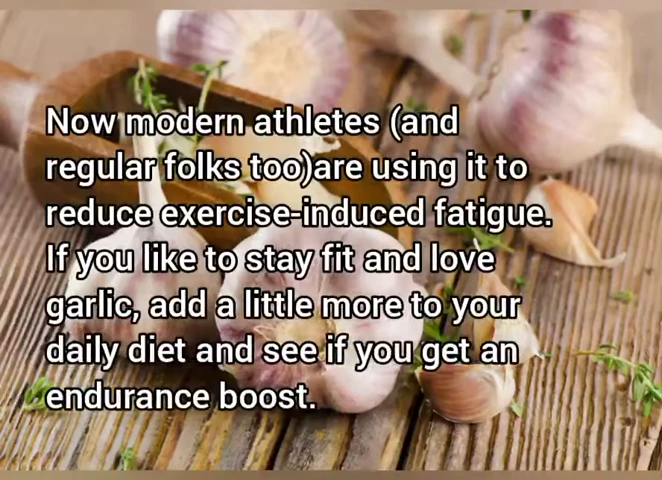 Now modern athletes (and
regular folks too)are using it to
reduce exercise-induced fatigue.
If you like to stay fit and love
garlic, add a little more to your
daily diet and see if you get an
endurance boost.